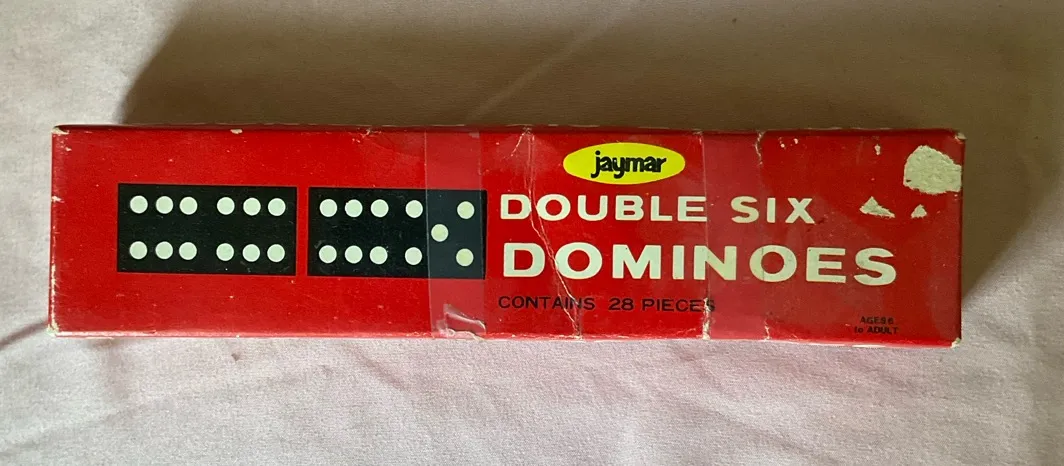 jaymar
DOUBLE SIX
DOMINOES
CONTAINS 28 PIECES
AGES 6
to ADULT